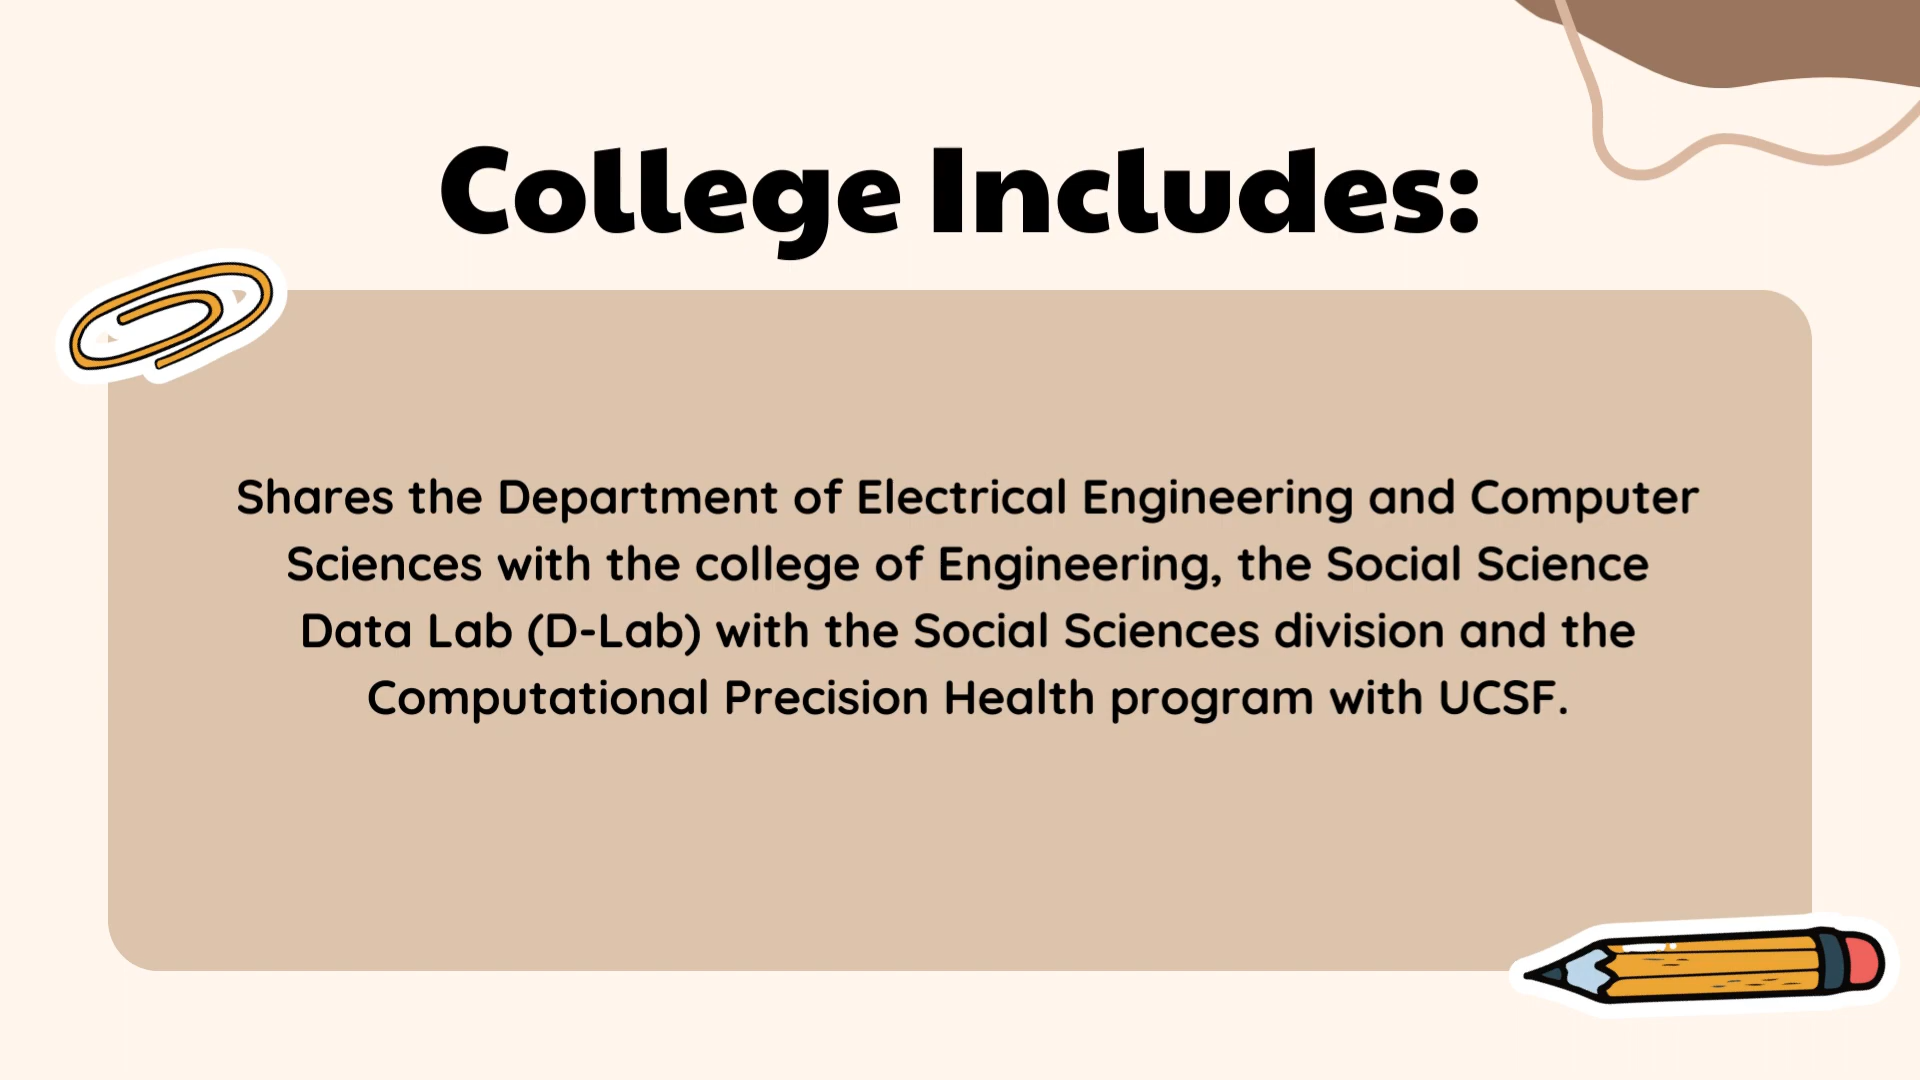 College Includes:
Shares the Department of Electrical Engineering and Computer
Sciences with the college of Engineering, the Social Science
Data Lab (D-Lab) with the Social Sciences division and the
Computational Precision Health program with UCSF.